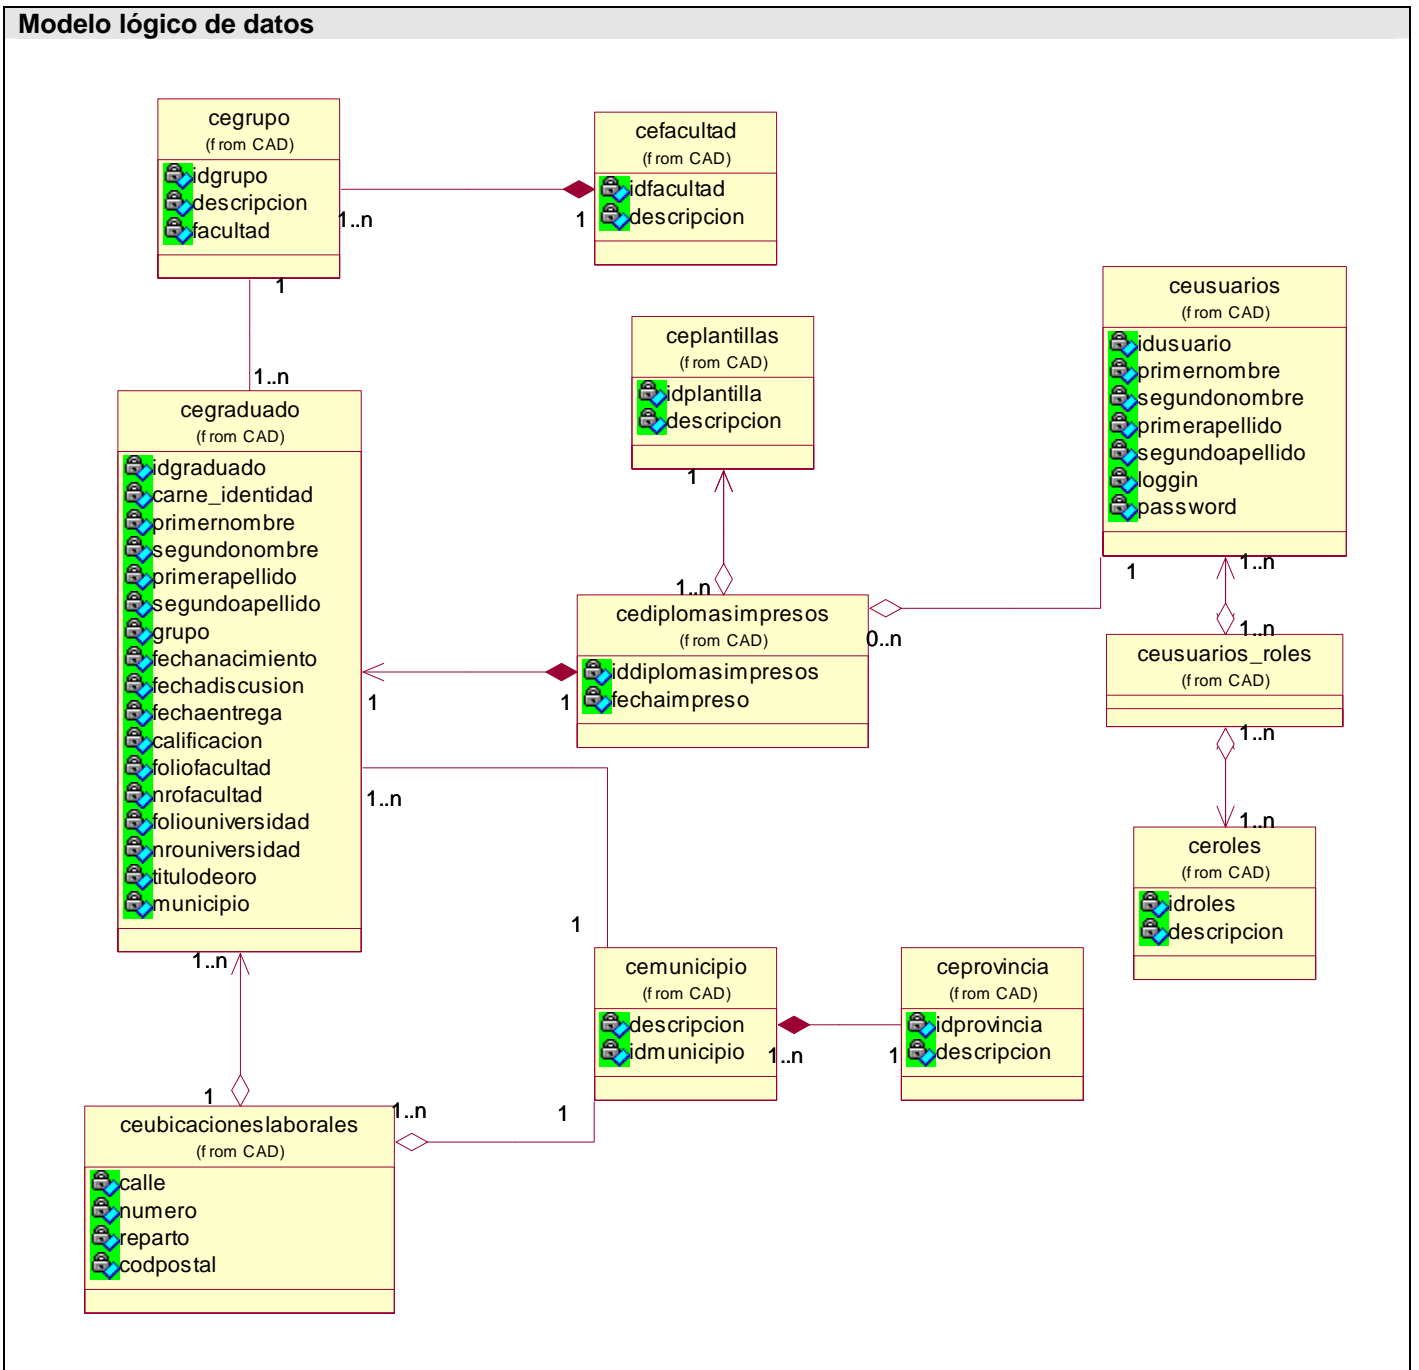 Modelo lógico de datos
cegrupo
(from CAD)
idgrupo
descripcion
facultad
1..n
1
cefacultad
(from CAD)
idfacultad
descripcion
1
1..n
cegraduado
(from CAD)
idgraduado
carne_identidad
primernombre
segundonombre
primerapellido
segundoapellido
grupo
fechanacimiento
fechadiscusion
fechaentrega
calificacion
foliofacultad
nrofacultad
foliouniversidad
nrouniversidad
titulodeoro
municipio
ceplantillas
(from CAD)
idplantilla
descripcion
1
1..n
cediplomasimpresos
(from CAD)
iddiplomasimpresos
fechaimpreso
1
1
0..n
1
ceusuarios
(from CAD)
idusuario
primernombre
segundonombre
primerapellido
segundoapellido
loggin
password
1..n
1..n
ceusuarios_roles
(from CAD)
1..n
1..n
ceroles
(from CAD)
idroles
descripcion
1..n
1
cemunicipio
(from CAD)
descripcion
idmunicipio
1..n
1
ceprovincia
(from CAD)
idprovincia
descripcion
1..n
1
1..n
1
ceubicacioneslaborales
(from CAD)
calle
numero
reparto
codpostal